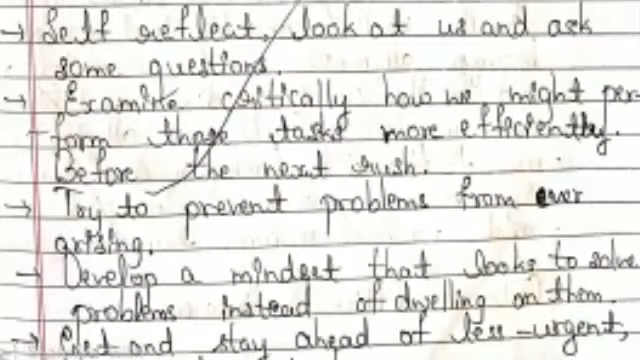 → Self reflect, look at us and ask
some questions.
→ Examine critically how we might per-
form those tasks more efficiently.
Before the next rush.
→ Try to prevent problems from ever
arising.
→ Develop a mindset that looks to solve
problems instead of dwelling on them.
→ Get and stay ahead of less-urgent,